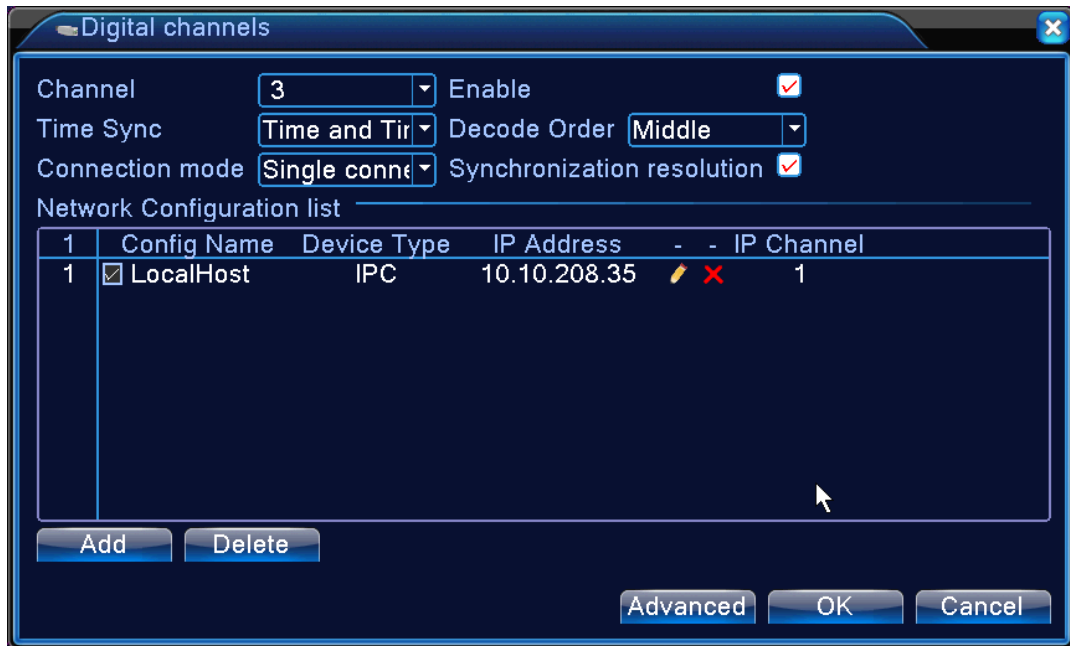 Digital channels
Channel 3 Enable
Time Sync Time and Decode Order Middle
Connection mode Single Synchronization resolution
Network Configuration list
1 Config Name Device Type IP Address - - IP Channel
1 LocalHost IPC 10.10.208.35 1
Add Delete
Advanced OK Cancel